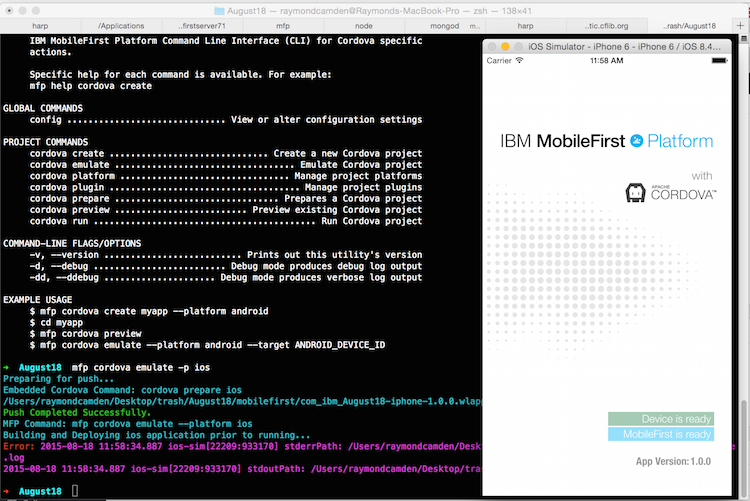 August18 — raymondcamden@Raymonds-MacBook-Pro — zsh — 138×41
harp /Applications ..firstserver71 mfp node mongod m... harp ...tic.cflib.org ...rash/August18 +
IBM MobileFirst Platform Command Line Interface (CLI) for Cordova specific
actions.
Specific help for each command is available. For example:
mfp help cordova create
GLOBAL COMMANDS
config ............................ View or alter configuration settings
PROJECT COMMANDS
cordova create ............................. Create a new Cordova project
cordova emulate ................................. Emulate Cordova project
cordova platform ............................... Manage project platforms
cordova plugin ................................... Manage project plugins
cordova prepare .............................. Prepares a Cordova project
cordova preview ........................ Preview existing Cordova project
cordova run ......................................... Run Cordova project
COMMAND-LINE FLAGS/OPTIONS
-v, --version ......................... Prints out this utility's version
-d, --debug ........................ Debug mode produces debug log output
-dd, --ddebug .................... Debug mode produces verbose log output
EXAMPLE USAGE
$ mfp cordova create myapp --platform android
$ cd myapp
$ mfp cordova preview
$ mfp cordova emulate --platform android --target ANDROID_DEVICE_ID
➜ August18 mfp cordova emulate -p ios
Preparing for push...
Embedded Cordova Command: cordova prepare ios
/Users/raymondcamden/Desktop/trash/August18/mobilefirst/com_ibm_August18-iphone-1.0.0.wlapp
Push Completed Successfully.
MFP Command: mfp cordova emulate --platform ios
Building and Deploying ios application prior to running...
Error: 2015-08-18 11:58:34.887 ios-sim[22209:933170] stderrPath: /Users/raymondcamden/Desk
.log
2015-08-18 11:58:34.887 ios-sim[22209:933170] stdoutPath: /Users/raymondcamden/Desktop/tra
➜ August18
iOS Simulator - iPhone 6 - iPhone 6 / iOS 8.4...
Carrier 11:58 AM
IBM MobileFirst Platform
with
APACHE
CORDOVA™
Device is ready
MobileFirst is ready
App Version:1.0.0